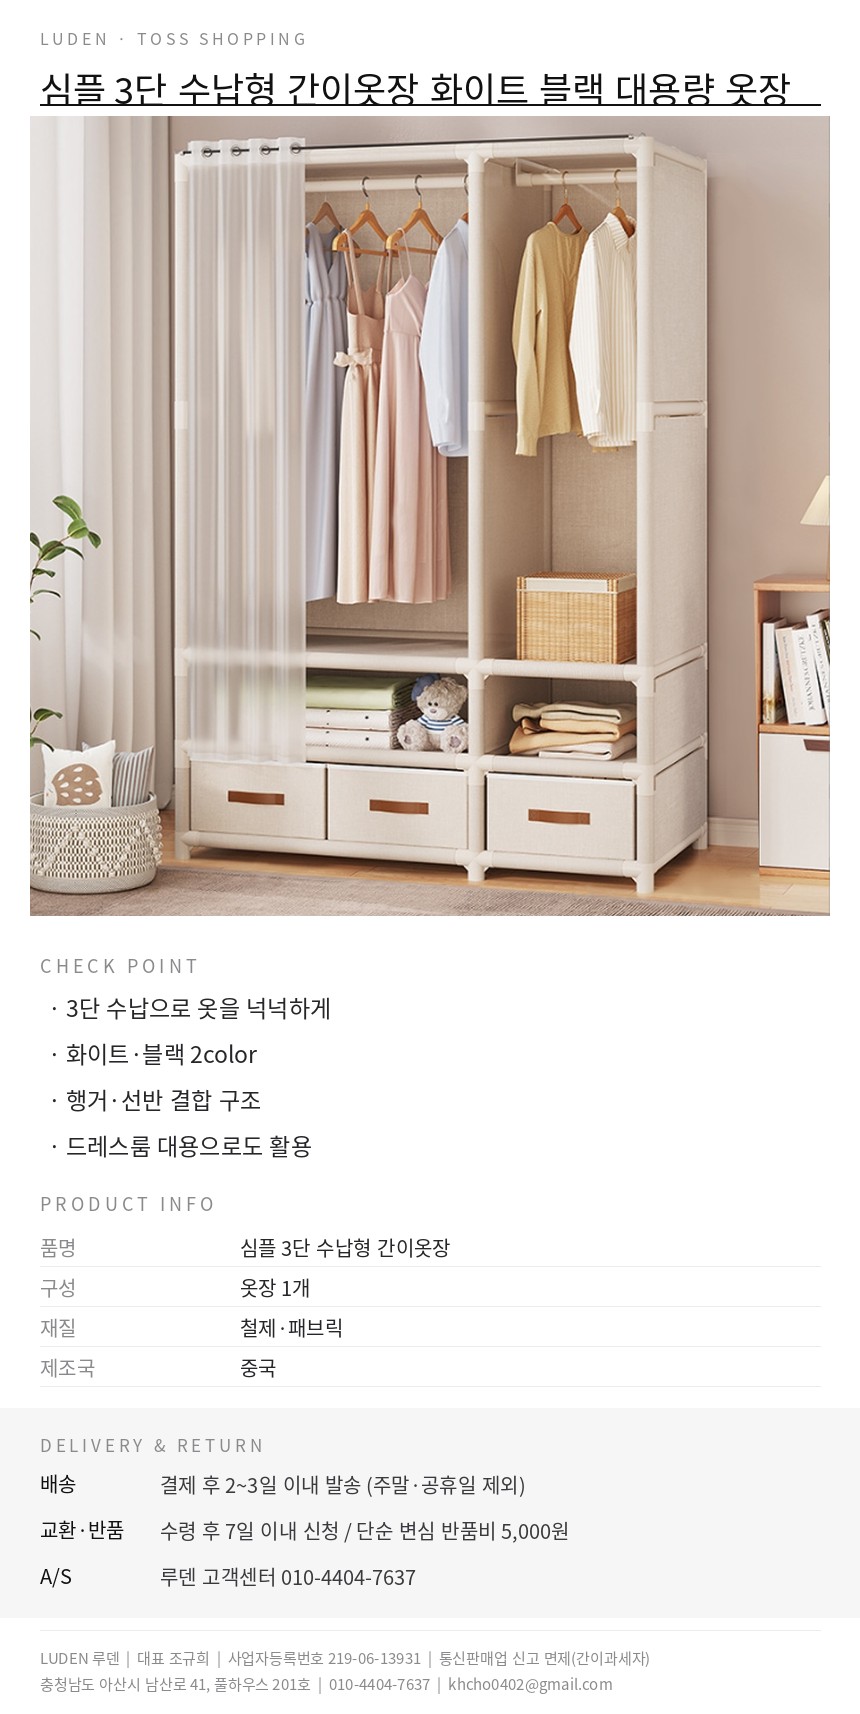 LUDEN · TOSS SHOPPING
심플 3단 수납형 간이옷장 화이트 블랙 대용량 옷장
CHECK POINT
· 3단 수납으로 옷을 넉넉하게
· 화이트·블랙 2color
· 행거·선반 결합 구조
· 드레스룸 대용으로도 활용
PRODUCT INFO
품명 심플 3단 수납형 간이옷장
구성 옷장 1개
재질 철제·패브릭
제조국 중국
DELIVERY & RETURN
배송 결제 후 2~3일 이내 발송 (주말·공휴일 제외)
교환·반품 수령 후 7일 이내 신청 / 단순 변심 반품비 5,000원
A/S 루덴 고객센터 010-4404-7637
LUDEN 루덴 | 대표 조규희 | 사업자등록번호 219-06-13931 | 통신판매업 신고 면제(간이과세자)
충청남도 아산시 남산로 41, 풀하우스 201호 | 010-4404-7637 | khcho0402@gmail.com